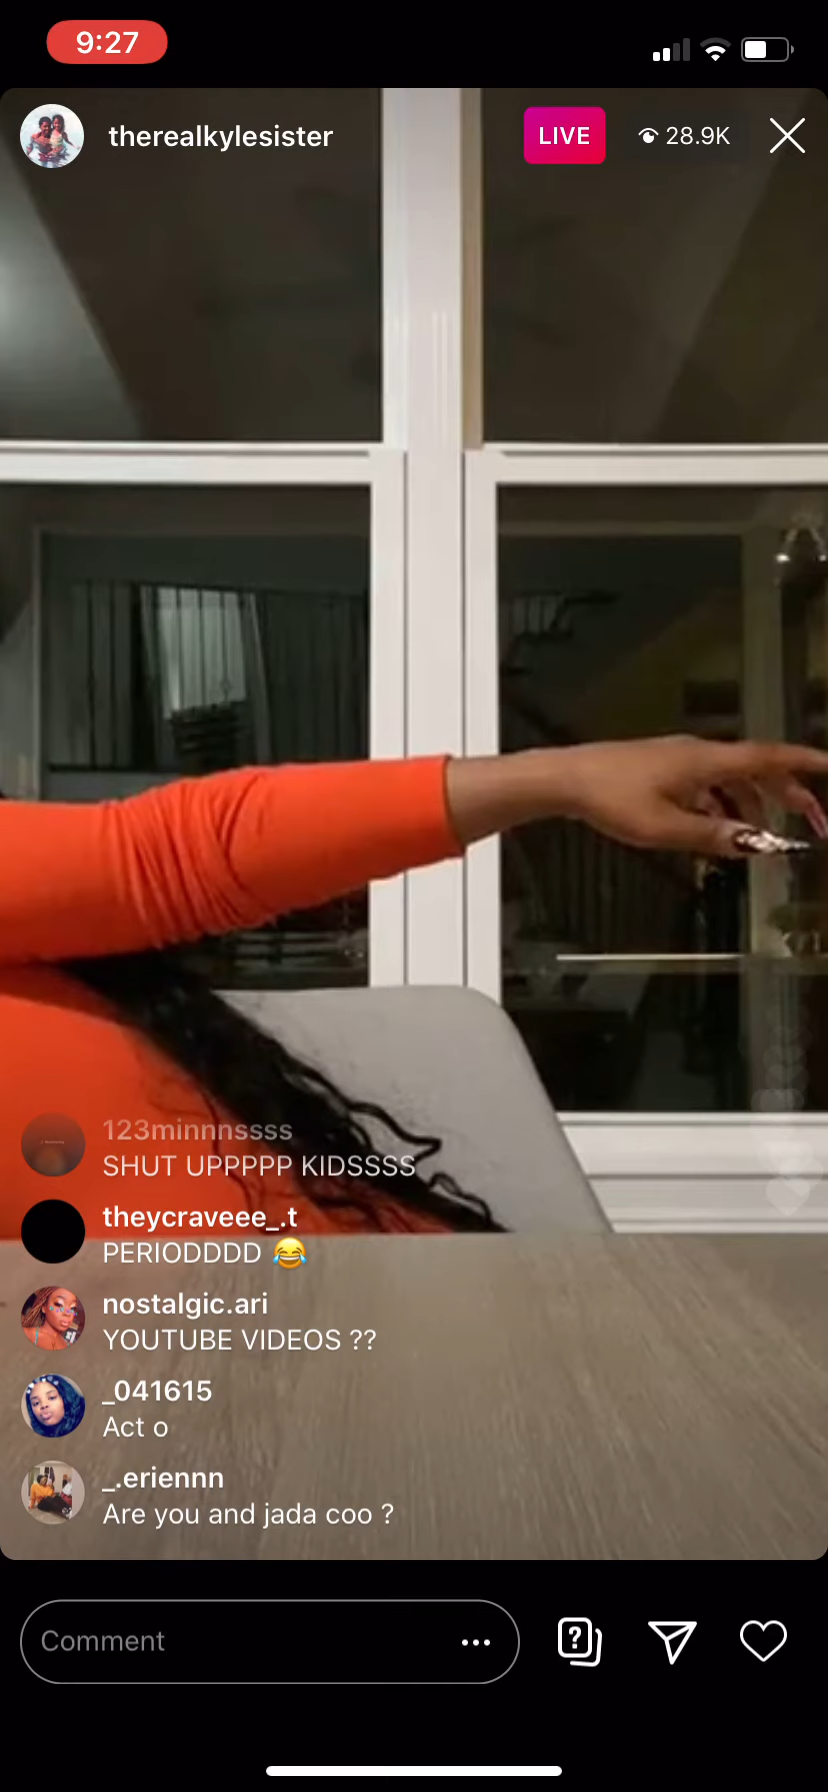 9:27
therealkylesister
LIVE
28.9K
123minnnssss
SHUT UPPPPP KIDSSSS
theycraveee_.t
PERIODDDD 😂
nostalgic.ari
YOUTUBE VIDEOS ??
_041615
Act o
_.eriennn
Are you and jada coo ?
Comment